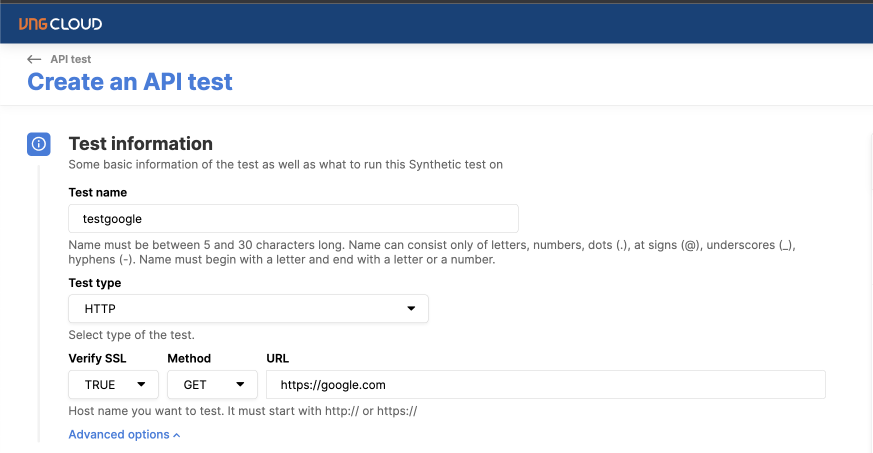 VNG CLOUD
← API test
Create an API test
Test information
Some basic information of the test as well as what to run this Synthetic test on
Test name
testgoogle
Name must be between 5 and 30 characters long. Name can consist only of letters, numbers, dots (.), at signs (@), underscores (_),
hyphens (-). Name must begin with a letter and end with a letter or a number.
Test type
HTTP
Select type of the test.
Verify SSL Method URL
TRUE GET https://google.com
Host name you want to test. It must start with http:// or https://
Advanced options